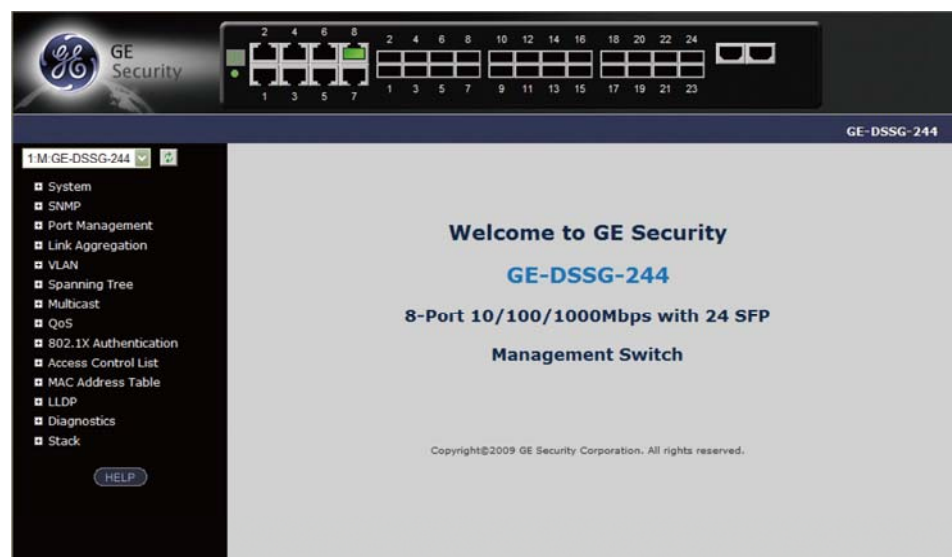 GE
Security
2 4 6 8
2 4 6 8 10 12 14 16 18 20 22 24
1 3 5 7
1 3 5 7 9 11 13 15 17 19 21 23
GE-DSSG-244
1:M:GE-DSSG-244
System
SNMP
Port Management
Link Aggregation
VLAN
Spanning Tree
Multicast
QoS
802.1X Authentication
Access Control List
MAC Address Table
LLDP
Diagnostics
Stack
HELP
Welcome to GE Security
GE-DSSG-244
8-Port 10/100/1000Mbps with 24 SFP
Management Switch
Copyright©2009 GE Security Corporation. All rights reserved.